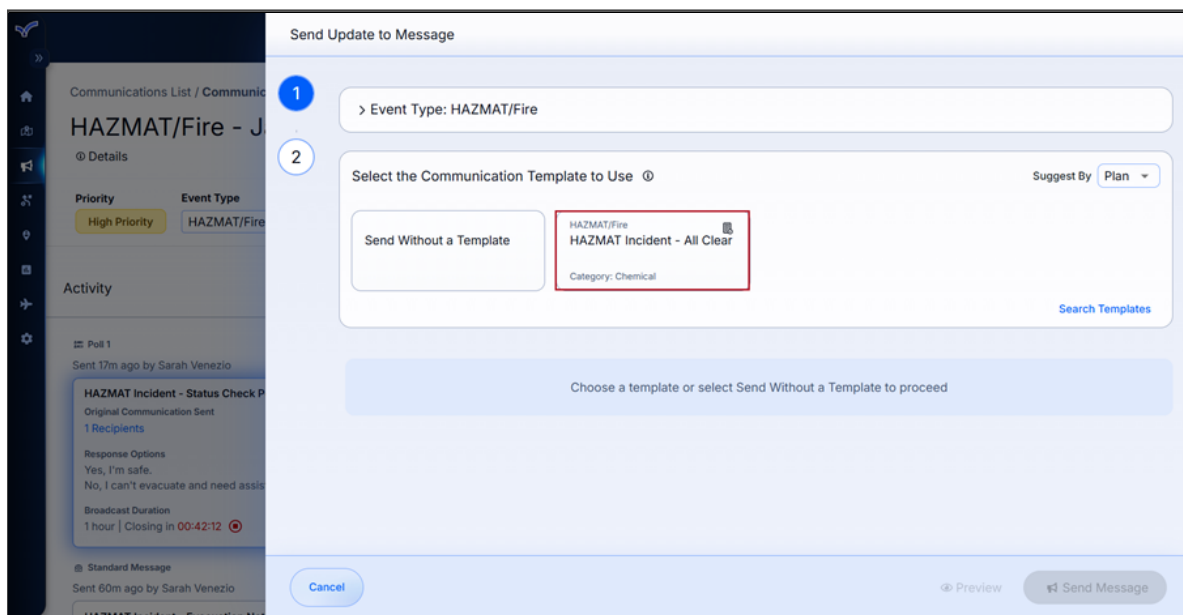 Send Update to Message
Communications List / Communic
HAZMAT/Fire - J
Details
Priority
Event Type
High Priority
HAZMAT/Fire
Activity
Poll 1
Sent 17m ago by Sarah Venezio
HAZMAT Incident - Status Check P
Original Communication Sent
1 Recipients
Response Options
Yes, I'm safe.
No, I can't evacuate and need assis
Broadcast Duration
1 hour | Closing in 00:42:12
Standard Message
Sent 60m ago by Sarah Venezio
HAZMAT Incident - Evacuation Not
1
> Event Type: HAZMAT/Fire
2
Select the Communication Template to Use
Suggest By Plan
Send Without a Template
HAZMAT/Fire
HAZMAT Incident - All Clear
Category: Chemical
Search Templates
Choose a template or select Send Without a Template to proceed
Cancel
Preview
Send Message